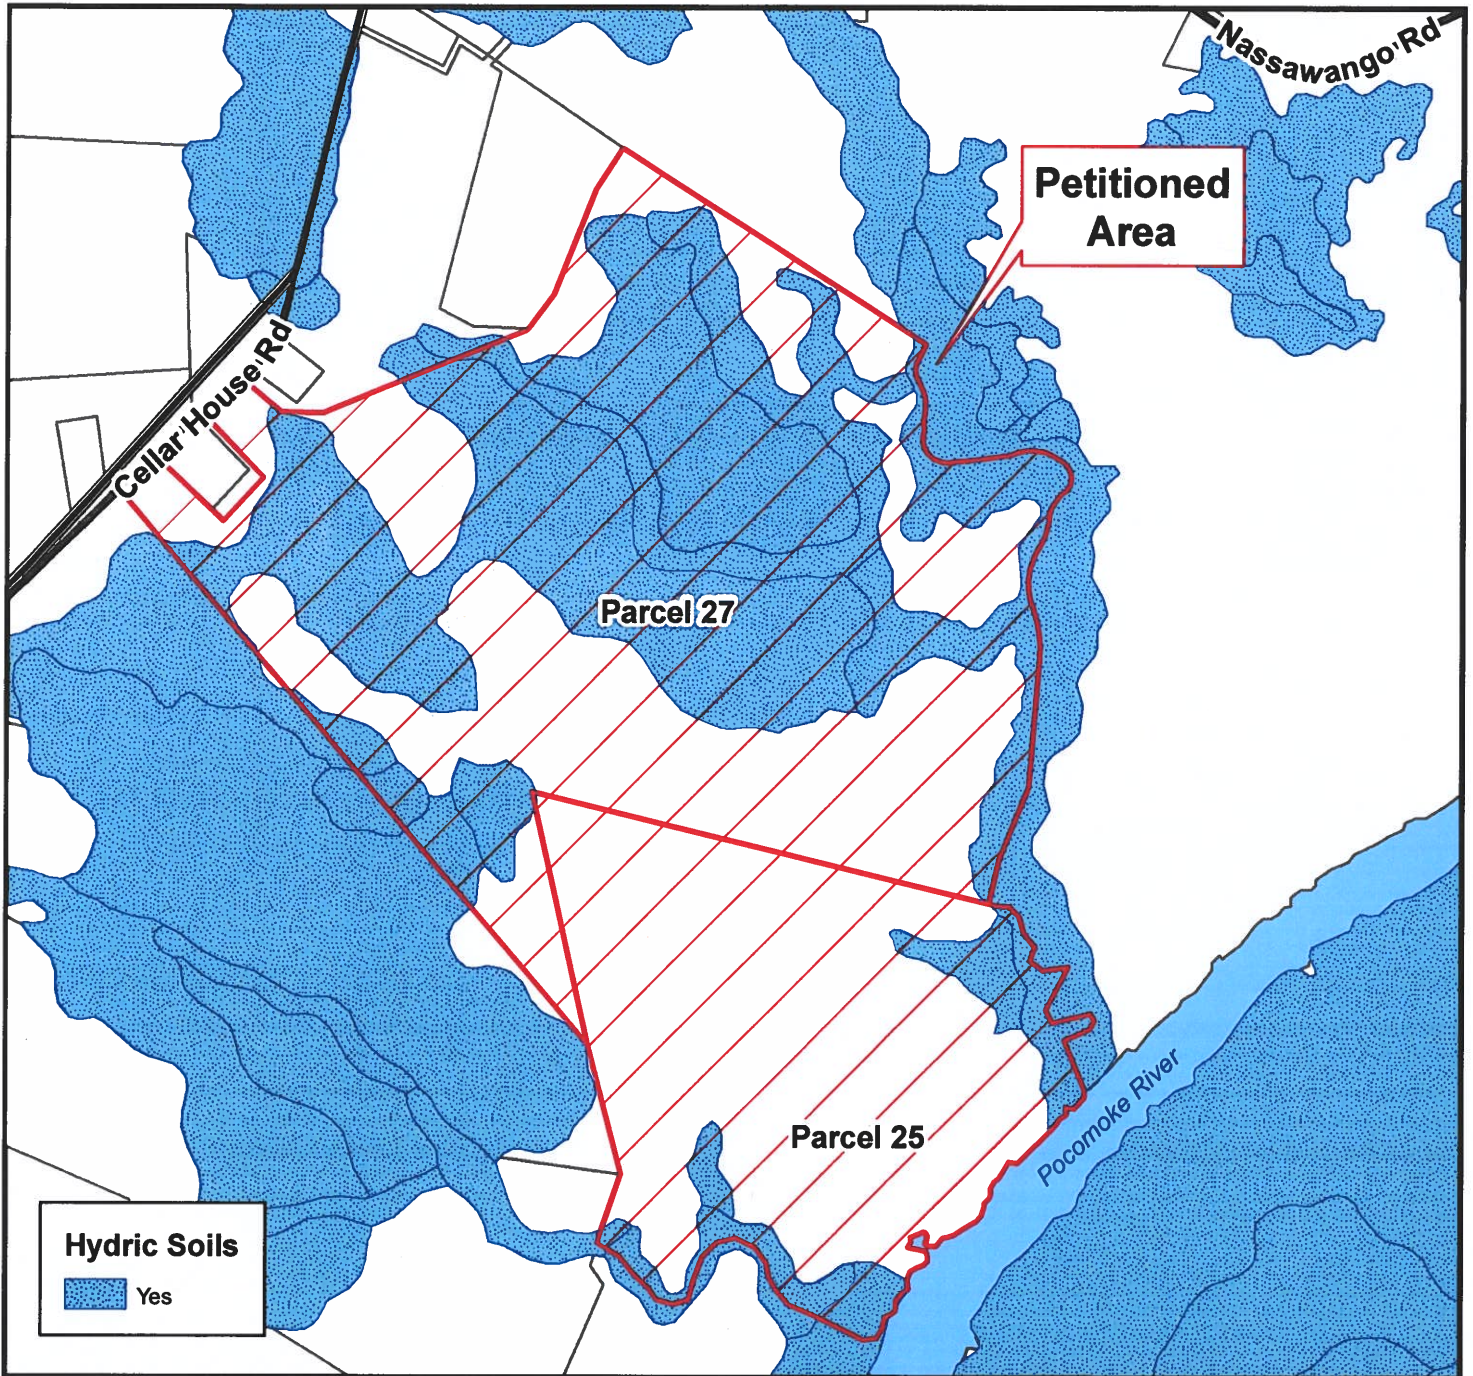 Nassawango Rd
Petitioned
Area
Cellar House Rd
Parcel 27
Parcel 25
Pocomoke River
Hydric Soils
Yes